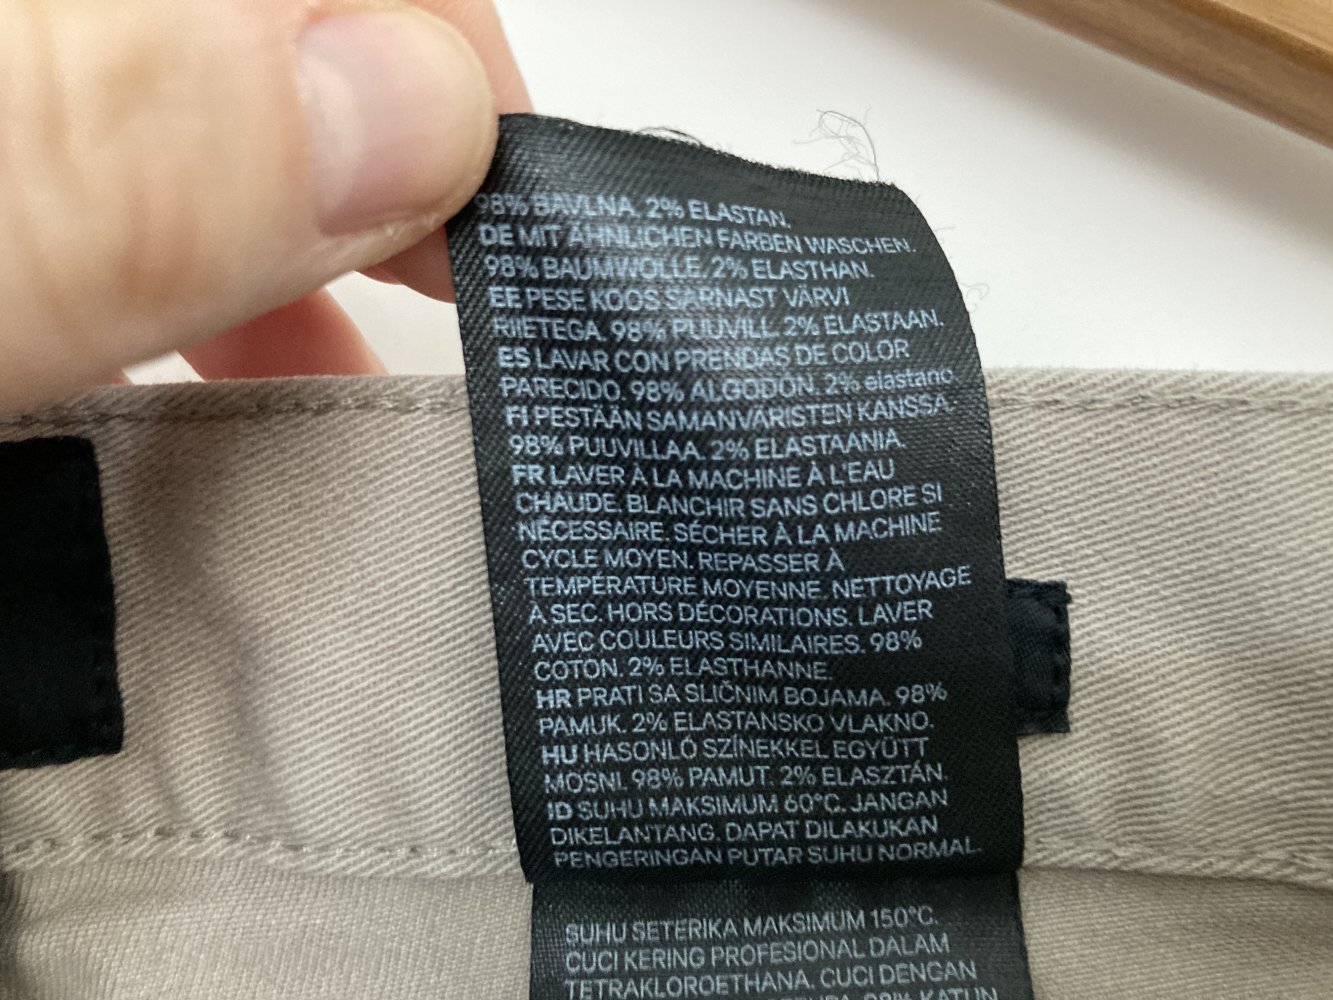 98% BAVLNA. 2% ELASTAN.
DE MIT ÄHNLICHEN FARBEN WASCHEN.
98% BAUMWOLLE. 2% ELASTHAN.
EE PESE KOOS SARNAST VÄRVI
RIIETEGA. 98% PUUVILL. 2% ELASTAAN.
ES LAVAR CON PRENDAS DE COLOR
PARECIDO. 98% ALGODÓN. 2% elastano
FI PESTÄÄN SAMANVÄRISTEN KANSSA.
98% PUUVILLAA. 2% ELASTAANIA.
FR LAVER À LA MACHINE À L'EAU
CHAUDE. BLANCHIR SANS CHLORE SI
NÉCESSAIRE. SÉCHER À LA MACHINE
CYCLE MOYEN. REPASSER À
TEMPÉRATURE MOYENNE. NETTOYAGE
À SEC. HORS DÉCORATIONS. LAVER
AVEC COULEURS SIMILAIRES. 98%
COTON. 2% ELASTHANNE.
HR PRATI SA SLIČNIM BOJAMA. 98%
PAMUK. 2% ELASTANSKO VLAKNO.
HU HASONLÓ SZÍNEKKEL EGYÜTT
MOSNI. 98% PAMUT. 2% ELASZTÁN.
ID SUHU MAKSIMUM 60°C. JANGAN
DIKELANTANG. DAPAT DILAKUKAN
PENGERINGAN PUTAR SUHU NORMAL.
SUHU SETERIKA MAKSIMUM 150°C.
CUCI KERING PROFESIONAL DALAM
TETRAKLOROETHANA. CUCI DENGAN
98% KATUN